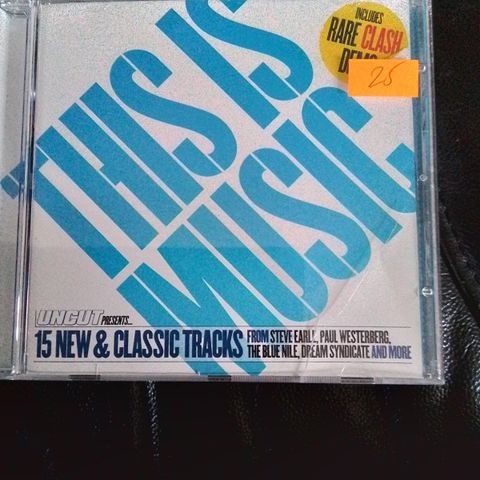 INCLUDES
RARE CLASH
25
THIS IS
MUSIC
UNCUT PRESENTS...
15 NEW & CLASSIC TRACKS
FROM STEVE EARLE, PAUL WESTERBERG,
THE BLUE NILE, DREAM SYNDICATE AND MORE